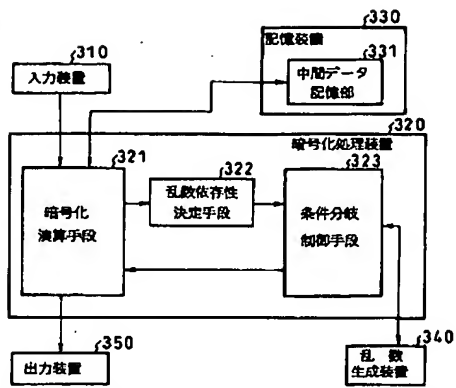 310
入力装置
330
記憶装置
331
中間データ
記憶部
320
暗号化処理装置
321
暗号化
演算手段
322
乱数依存性
決定手段
323
条件分岐
制御手段
350
出力装置
340
乱数
生成装置